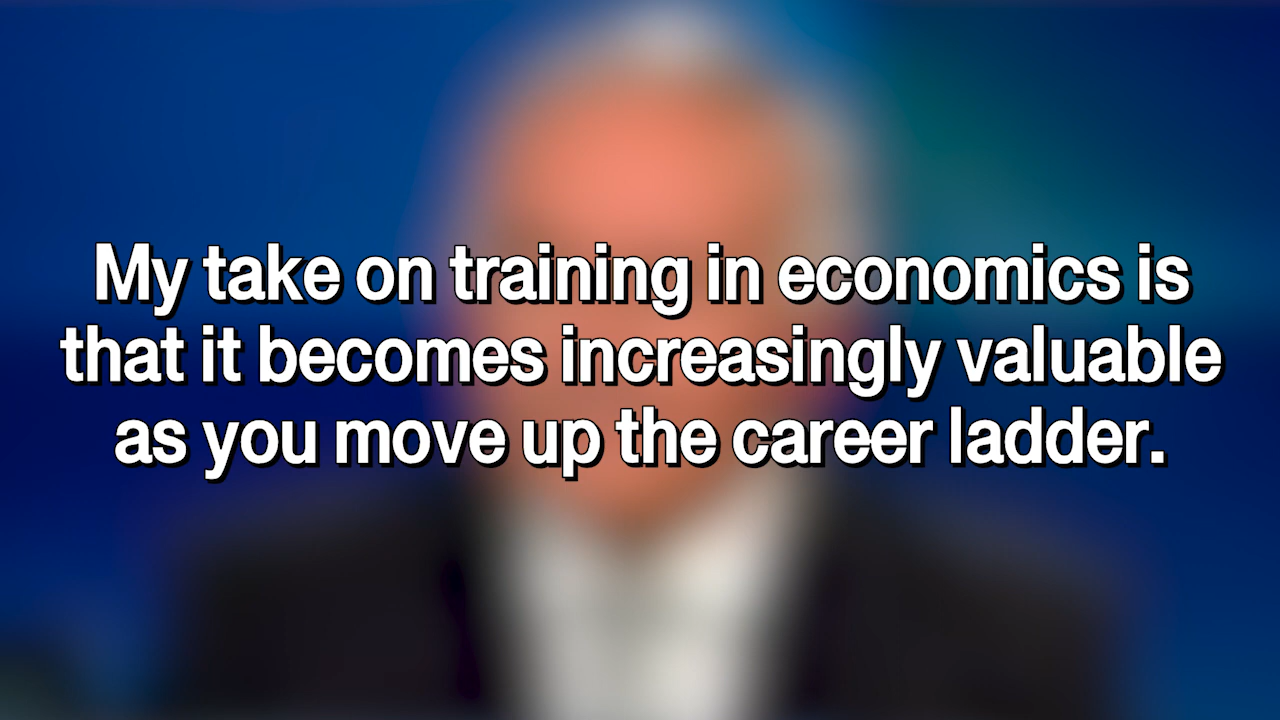 My take on training in economics is
that it becomes increasingly valuable
as you move up the career ladder.